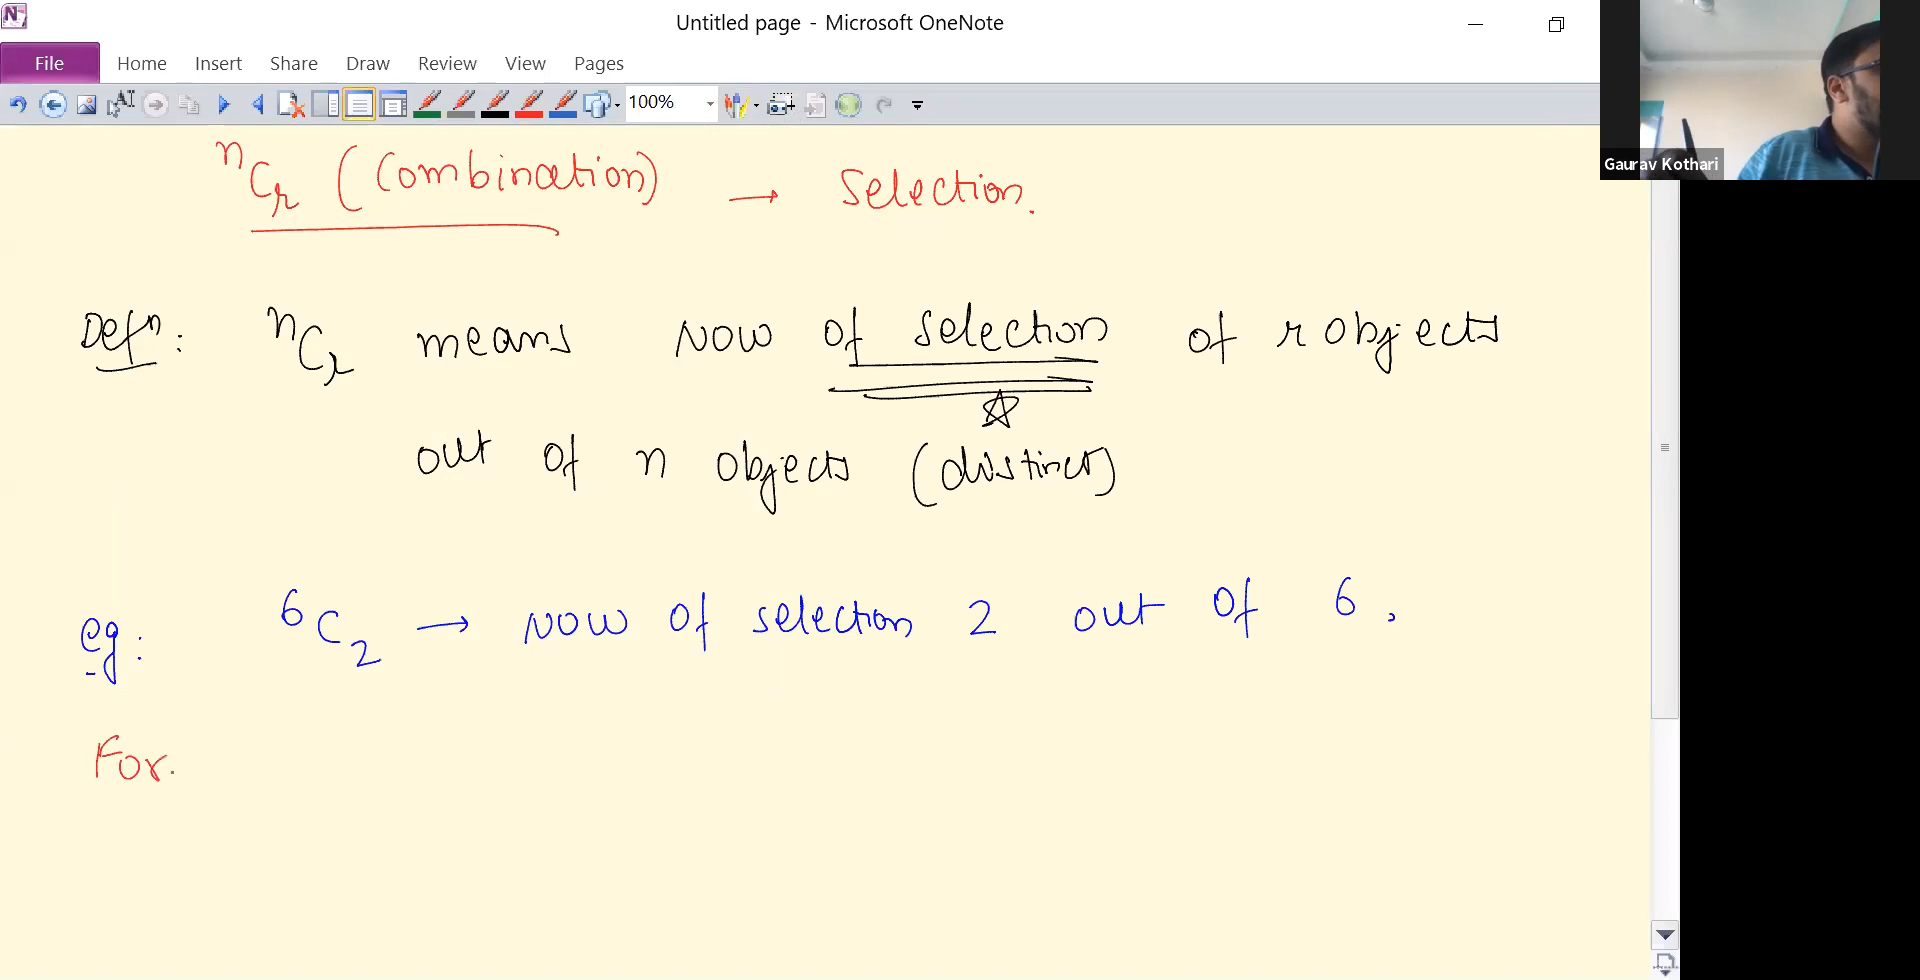 Untitled page - Microsoft OneNote
File Home Insert Share Draw Review View Pages
100%
Gaurav Kothari
ⁿCᵣ (Combination) → Selection.
Defⁿ: ⁿCᵣ means NOW of selection of r objects
out of n objects (distinct)
eg: ⁶C₂ → NOW of selection 2 out of 6,
For.